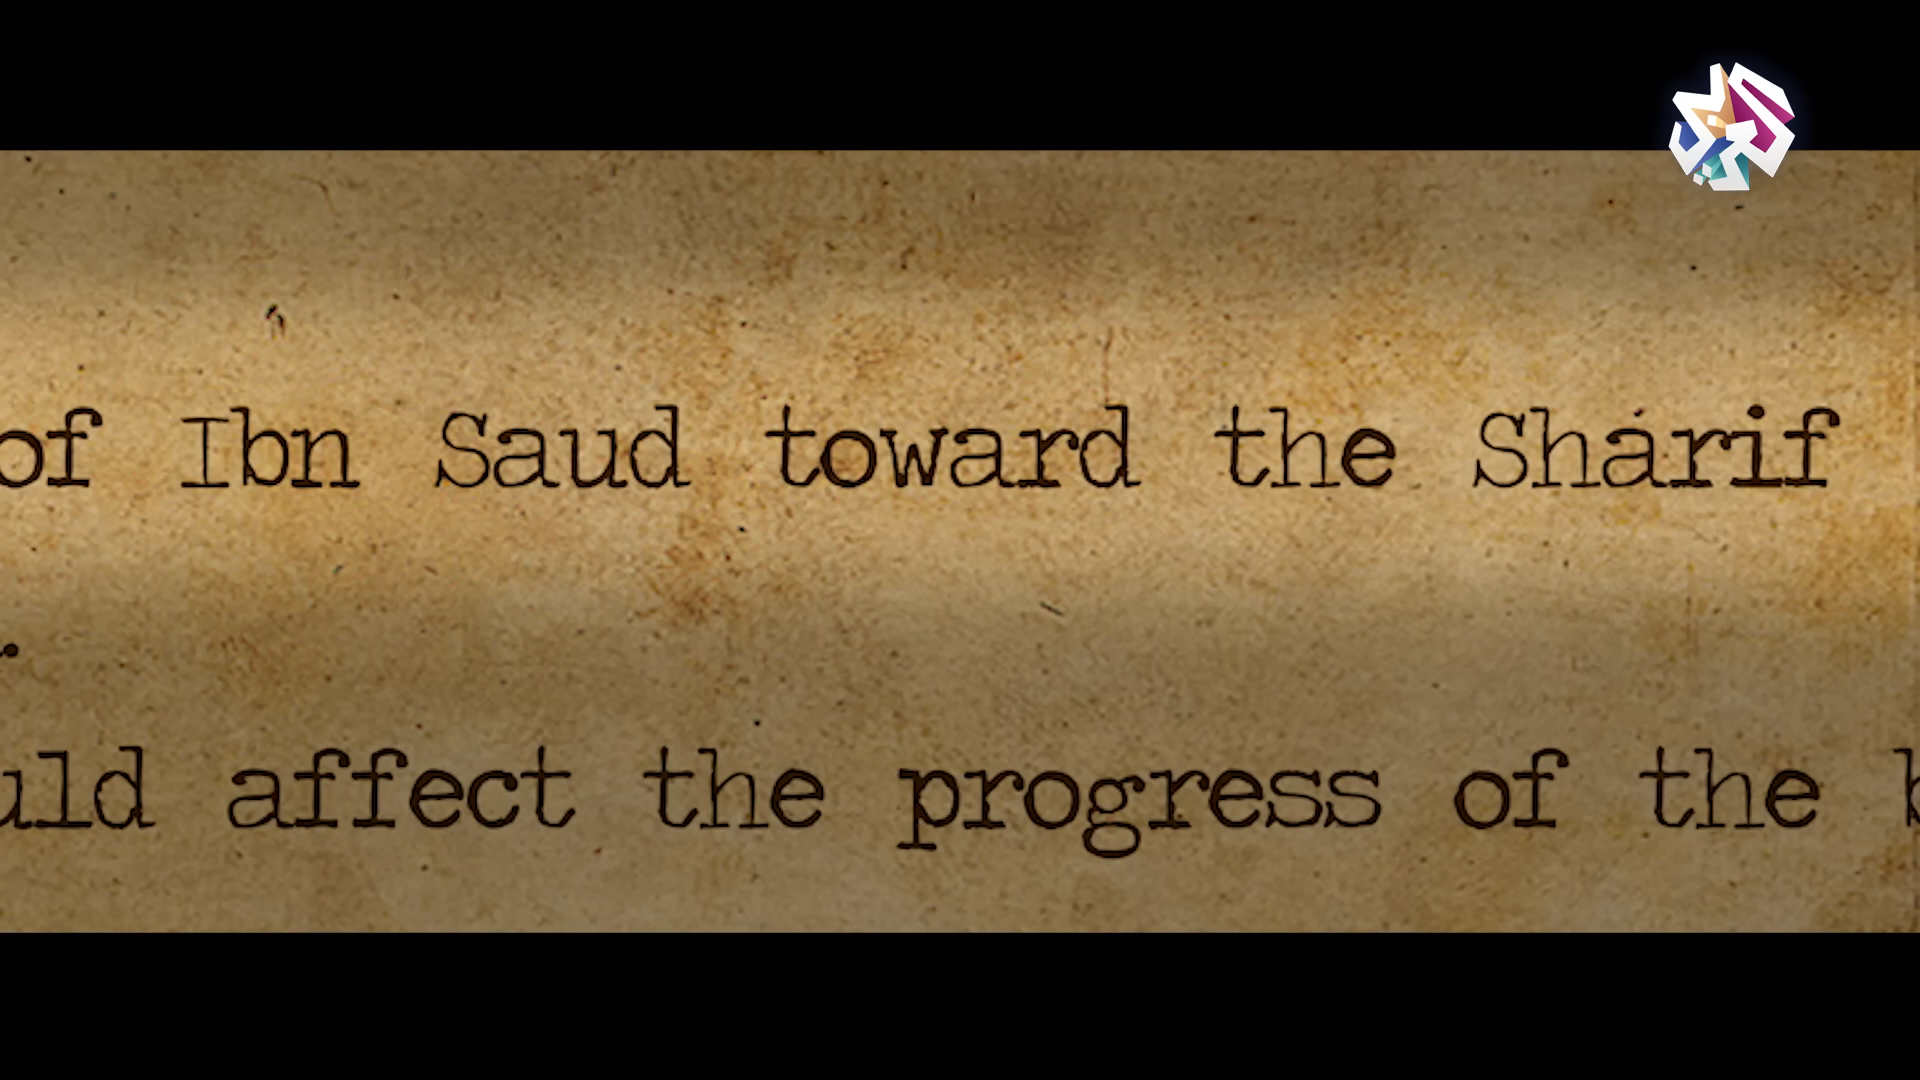 of Ibn Saud toward the Sharif
.
uld affect the progress of the b